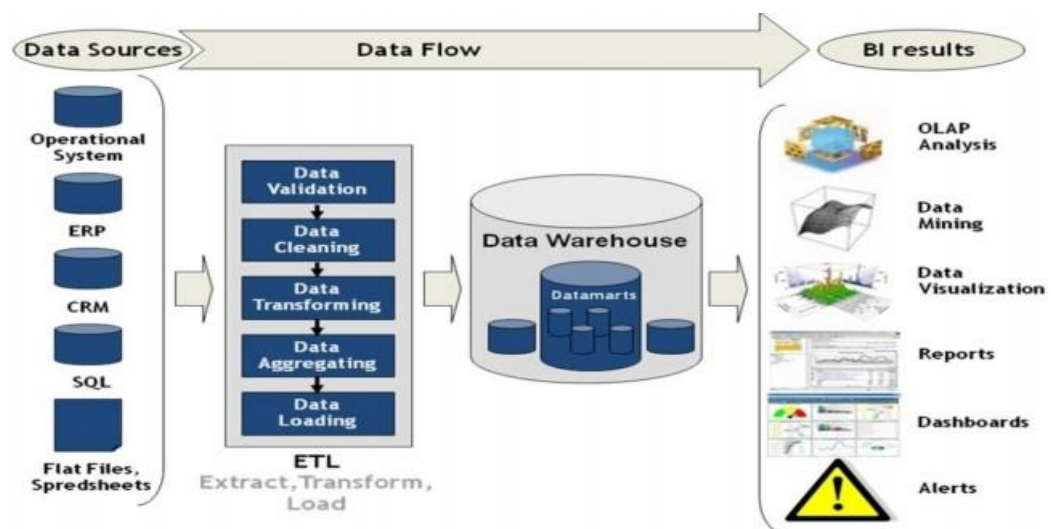 Data Sources
Data Flow
BI results
Operational
System
ERP
CRM
SQL
Flat Files,
Spredsheets
Data
Validation
Data
Cleaning
Data
Transforming
Data
Aggregating
Data
Loading
ETL
Extract,Transform,
Load
Data Warehouse
Datamarts
OLAP
Analysis
Data
Mining
Data
Visualization
Reports
Dashboards
Alerts